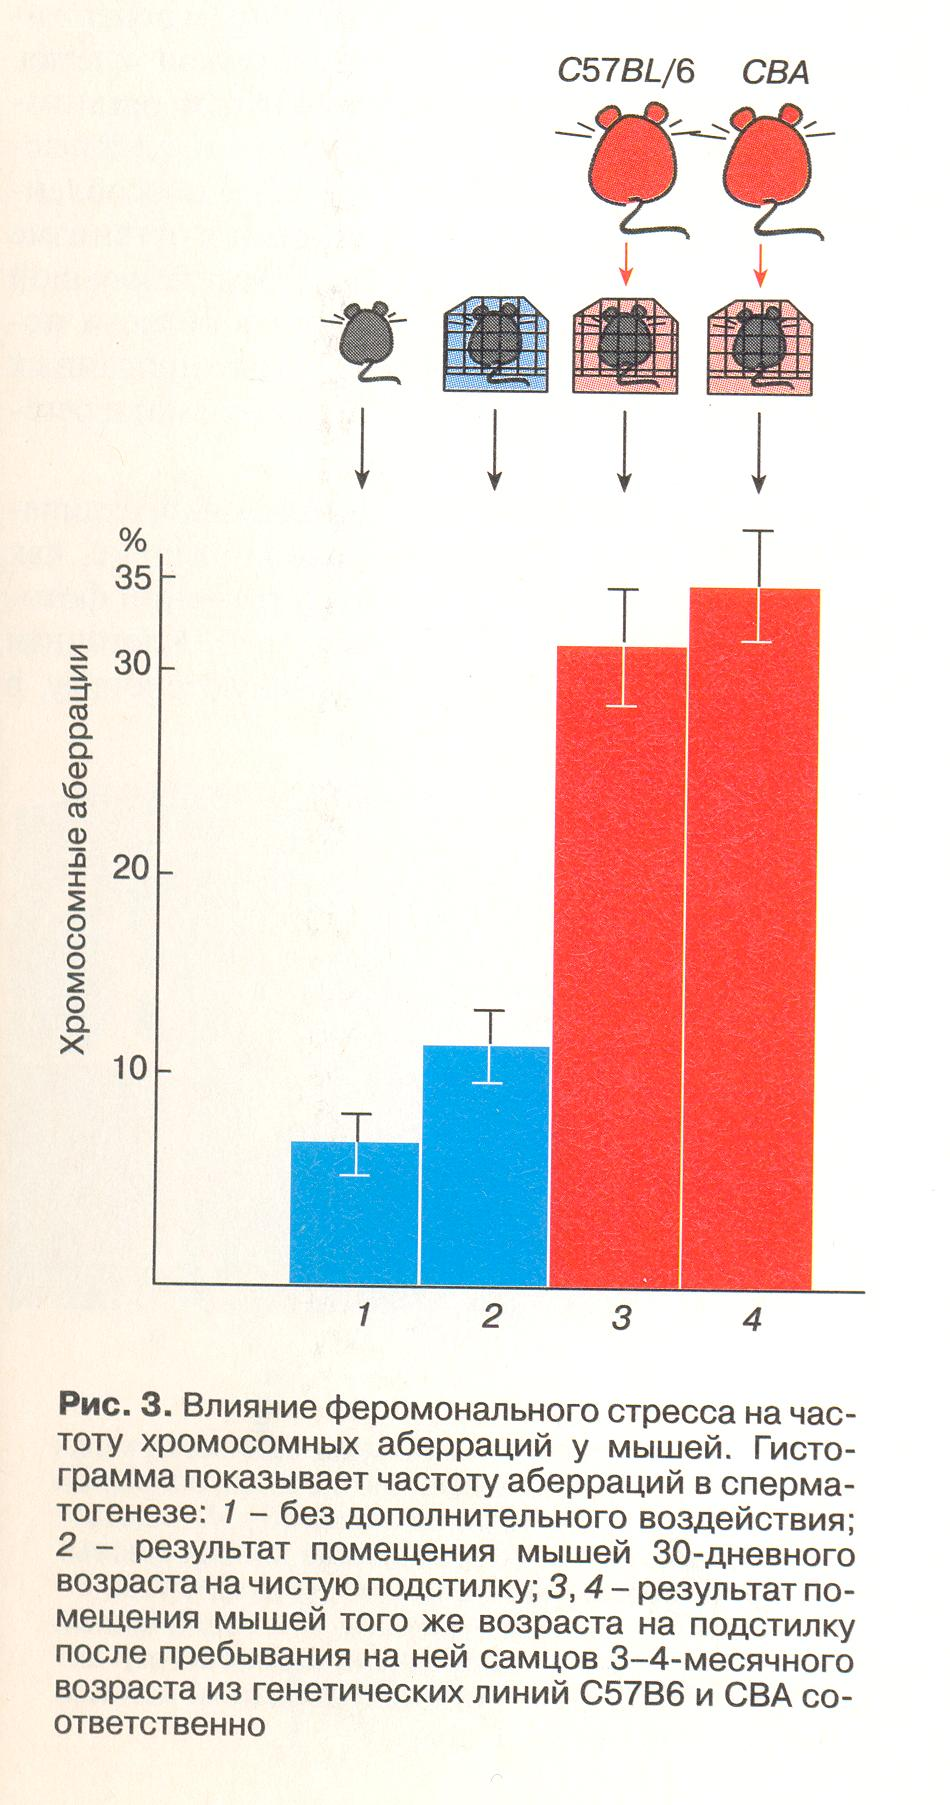 C57BL/6 CBA
%
35
30
20
10
Хромосомные аберрации
1 2 3 4
Рис. 3. Влияние феромонального стресса на час-
тоту хромосомных аберраций у мышей. Гисто-
грамма показывает частоту аберраций в сперма-
тогенезе: 1 – без дополнительного воздействия;
2 – результат помещения мышей 30-дневного
возраста на чистую подстилку; 3, 4 – результат по-
мещения мышей того же возраста на подстилку
после пребывания на ней самцов 3–4-месячного
возраста из генетических линий C57B6 и CBA со-
ответственно